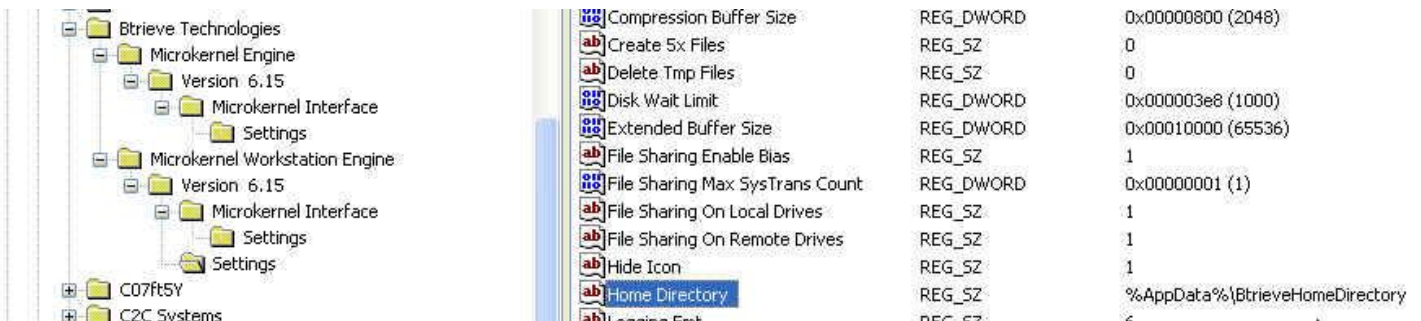 Btrieve Technologies
Microkernel Engine
Version 6.15
Microkernel Interface
Settings
Microkernel Workstation Engine
Version 6.15
Microkernel Interface
Settings
Settings
C07ft5Y
C2C Systems
Compression Buffer Size REG_DWORD 0x00000800 (2048)
Create 5x Files REG_SZ 0
Delete Tmp Files REG_SZ 0
Disk Wait Limit REG_DWORD 0x000003e8 (1000)
Extended Buffer Size REG_DWORD 0x00010000 (65536)
File Sharing Enable Bias REG_SZ 1
File Sharing Max SysTrans Count REG_DWORD 0x00000001 (1)
File Sharing On Local Drives REG_SZ 1
File Sharing On Remote Drives REG_SZ 1
Hide Icon REG_SZ 1
Home Directory REG_SZ %AppData%\BtrieveHomeDirectory